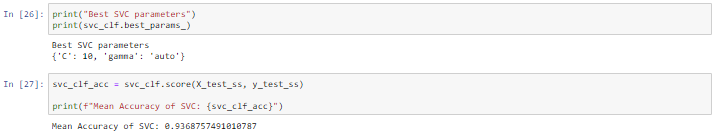 In [26]: print("Best SVC parameters")
print(svc_clf.best_params_)
Best SVC parameters
{'C': 10, 'gamma': 'auto'}
In [27]: svc_clf_acc = svc_clf.score(X_test_ss, y_test_ss)
print(f"Mean Accuracy of SVC: {svc_clf_acc}")
Mean Accuracy of SVC: 0.9368757491010787